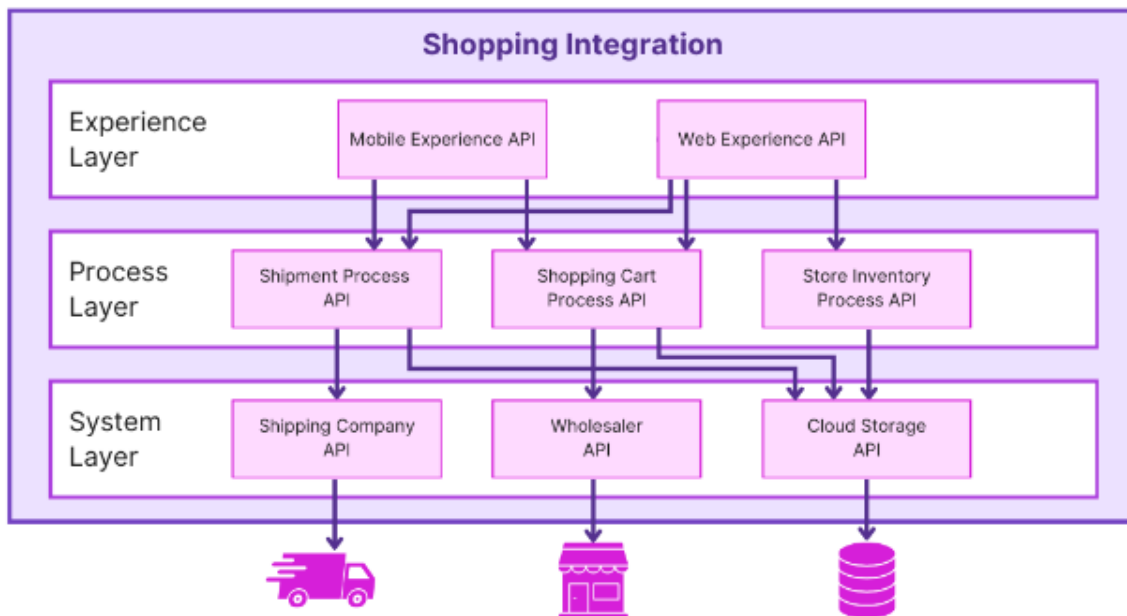 Shopping Integration
Experience
Layer
Mobile Experience API
Web Experience API
Process
Layer
Shipment Process
API
Shopping Cart
Process API
Store Inventory
Process API
System
Layer
Shipping Company
API
Wholesaler
API
Cloud Storage
API